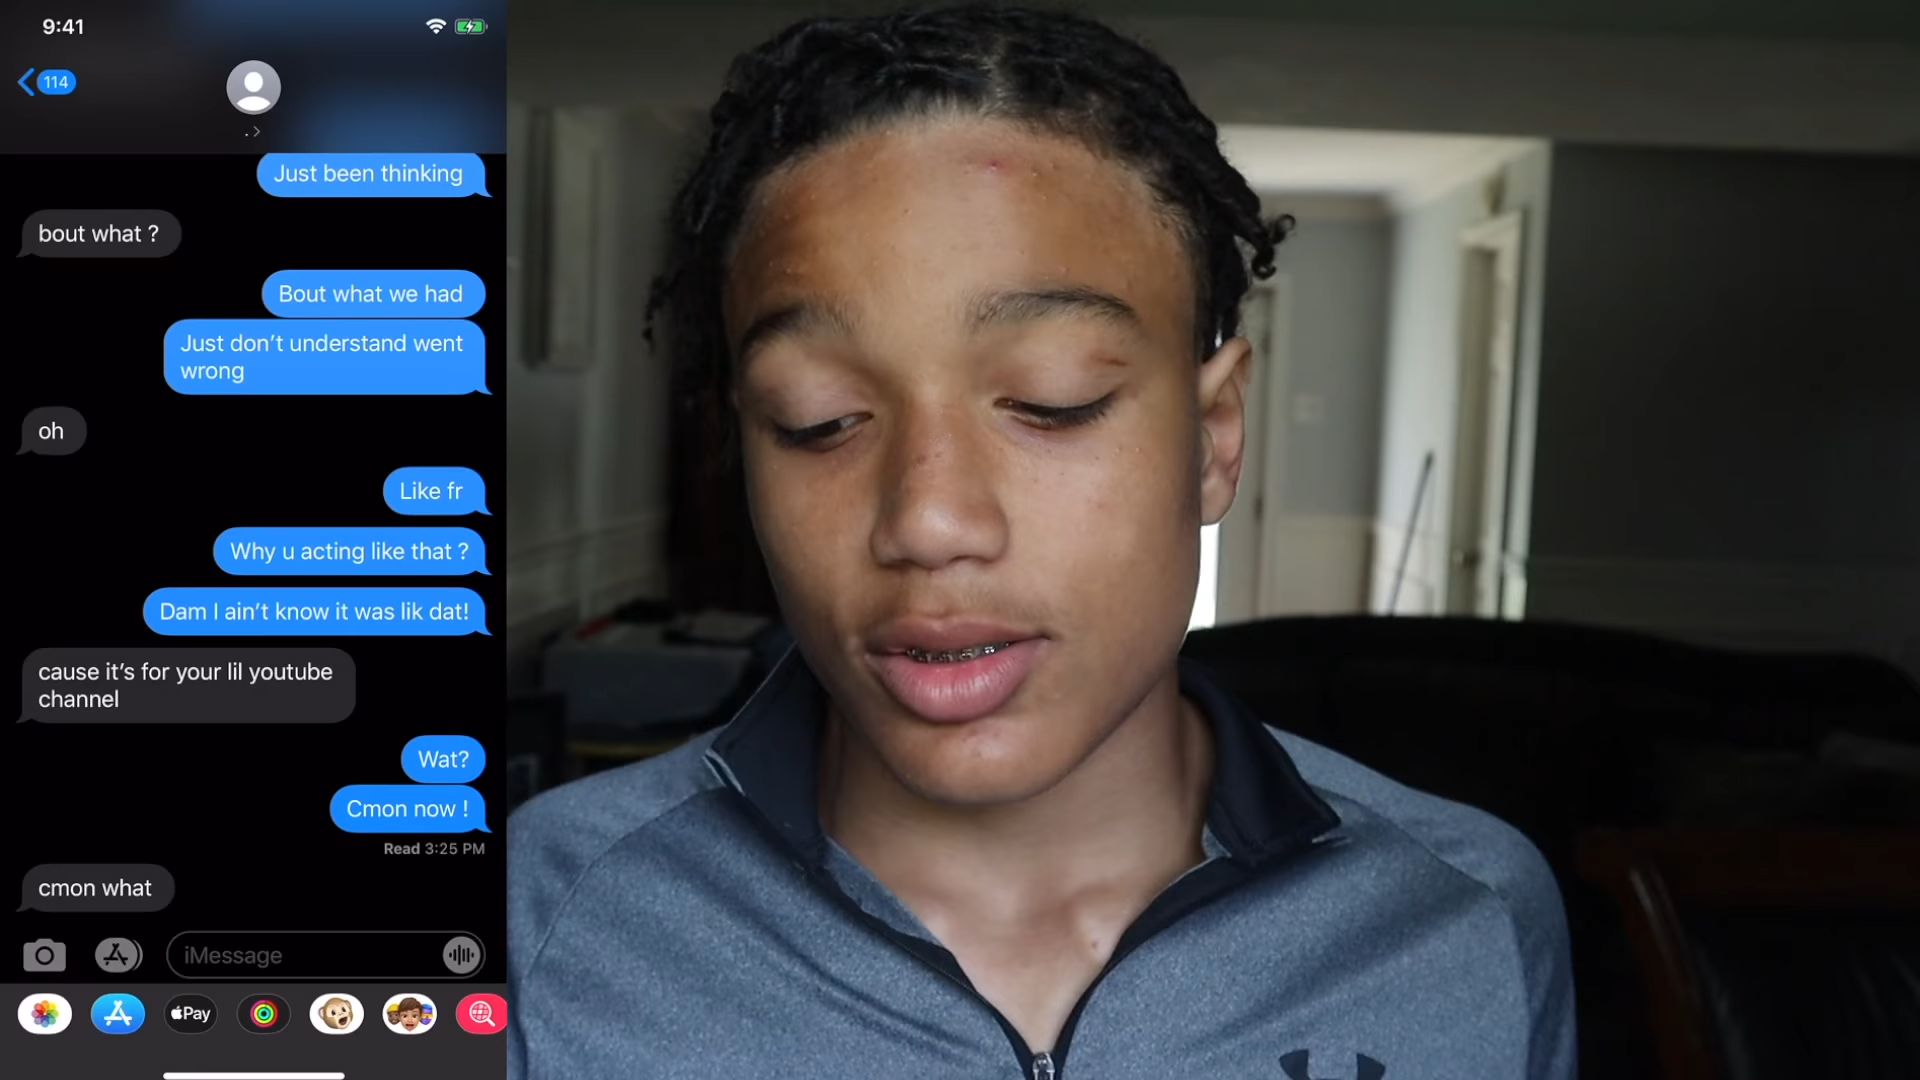 9:41
114
. >
Just been thinking
bout what ?
Bout what we had
Just don’t understand went
wrong
oh
Like fr
Why u acting like that ?
Dam I ain’t know it was lik dat!
cause it’s for your lil youtube
channel
Wat?
Cmon now !
Read 3:25 PM
cmon what
iMessage
Pay